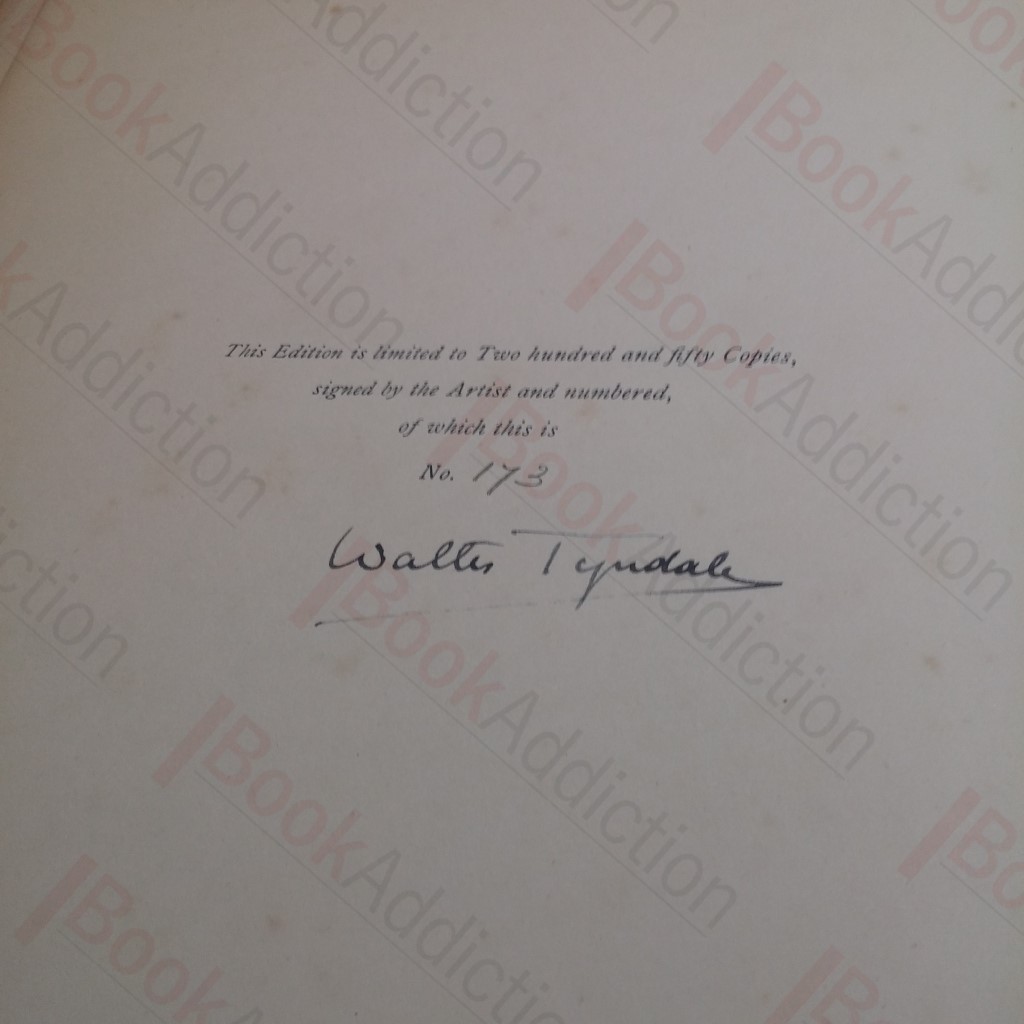 This Edition is limited to Two hundred and fifty Copies,
signed by the Artist and numbered,
of which this is
No. 173
Walter Tyndale
BookAddiction